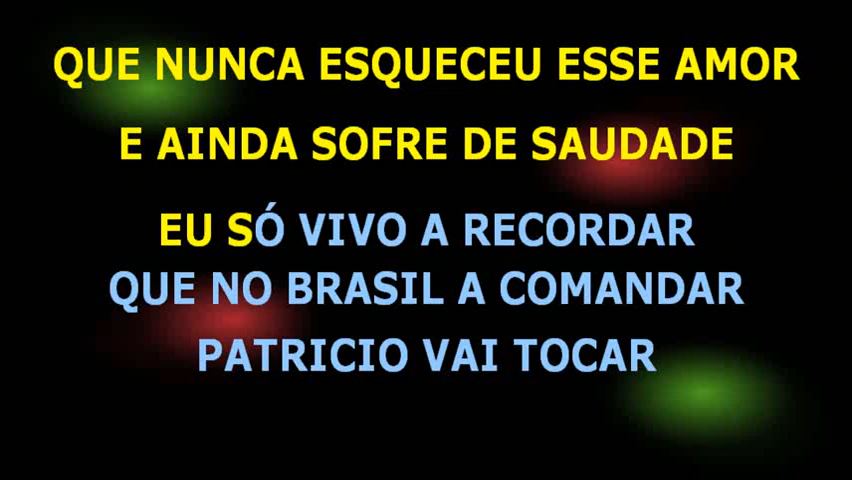 QUE NUNCA ESQUECEU ESSE AMOR
E AINDA SOFRE DE SAUDADE
EU SÓ VIVO A RECORDAR
QUE NO BRASIL A COMANDAR
PATRICIO VAI TOCAR